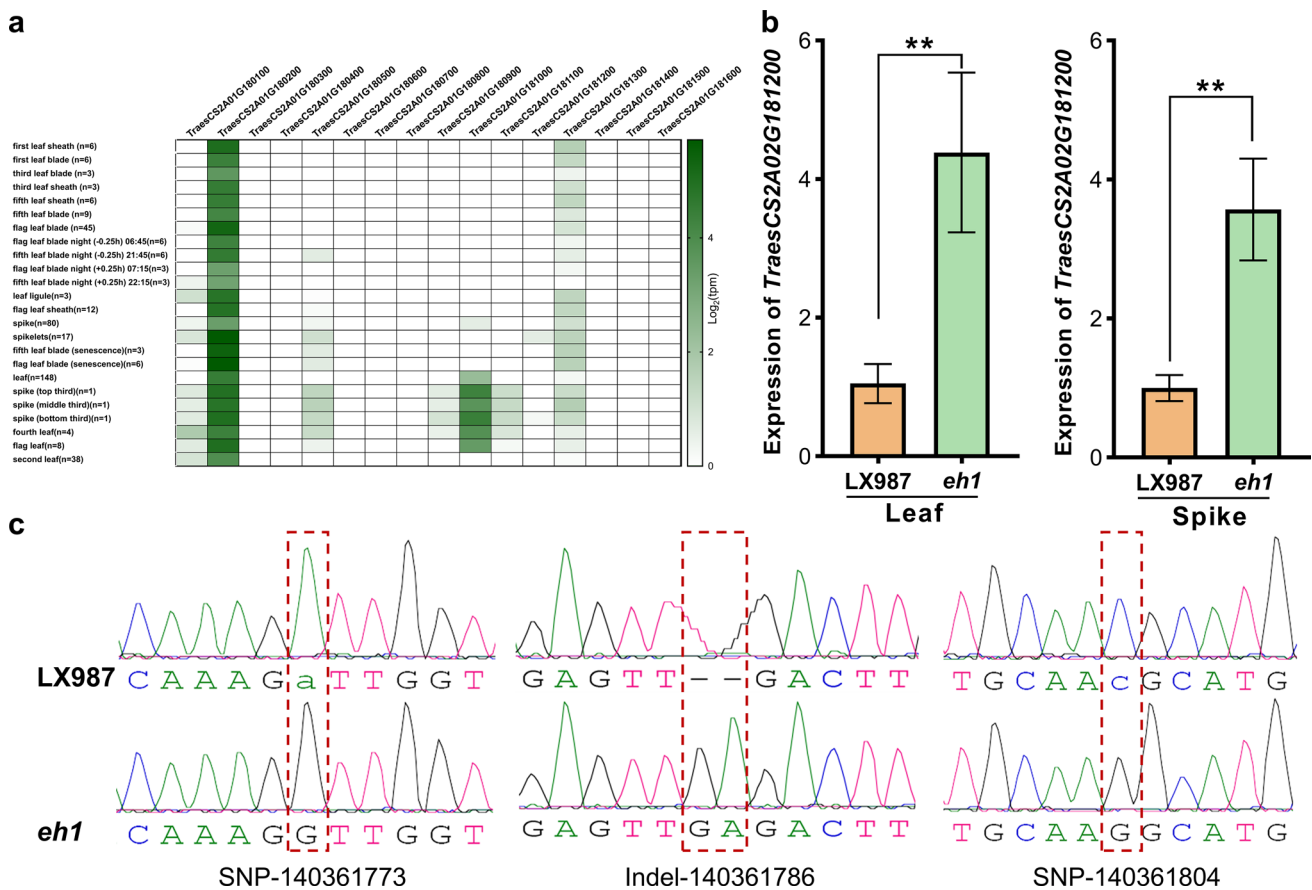 a
TraesCS2A01G180100
TraesCS2A01G180200
TraesCS2A01G180300
TraesCS2A01G180400
TraesCS2A01G180500
TraesCS2A01G180600
TraesCS2A01G180700
TraesCS2A01G180800
TraesCS2A01G180900
TraesCS2A01G181000
TraesCS2A01G181100
TraesCS2A01G181200
TraesCS2A01G181300
TraesCS2A01G181400
TraesCS2A01G181500
TraesCS2A01G181600
first leaf sheath (n=6)
first leaf blade (n=6)
third leaf blade (n=3)
third leaf sheath (n=3)
fifth leaf sheath (n=6)
fifth leaf blade (n=9)
flag leaf blade (n=45)
flag leaf blade night (-0.25h) 06:45(n=6)
fifth leaf blade night (-0.25h) 21:45(n=6)
flag leaf blade night (+0.25h) 07:15(n=3)
fifth leaf blade night (+0.25h) 22:15(n=3)
leaf ligule(n=3)
flag leaf sheath(n=12)
spike(n=80)
spikelets(n=17)
fifth leaf blade (senescence)(n=3)
flag leaf blade (senescence)(n=6)
leaf(n=148)
spike (top third)(n=1)
spike (middle third)(n=1)
spike (bottom third)(n=1)
fourth leaf(n=4)
flag leaf(n=8)
second leaf(n=38)
4
2
0
Log2(tpm)
b
Expression of TraesCS2A02G181200
6
4
2
0
**
LX987 eh1
Leaf
Expression of TraesCS2A02G181200
6
4
2
0
**
LX987 eh1
Spike
c
LX987
CAAAGaTTGGT
GAGTT--GACTT
TGCAAcGCATG
eh1
CAAAGGTTGGT
GAGTTGAGACTT
TGCAAGGCATG
SNP-140361773
Indel-140361786
SNP-140361804